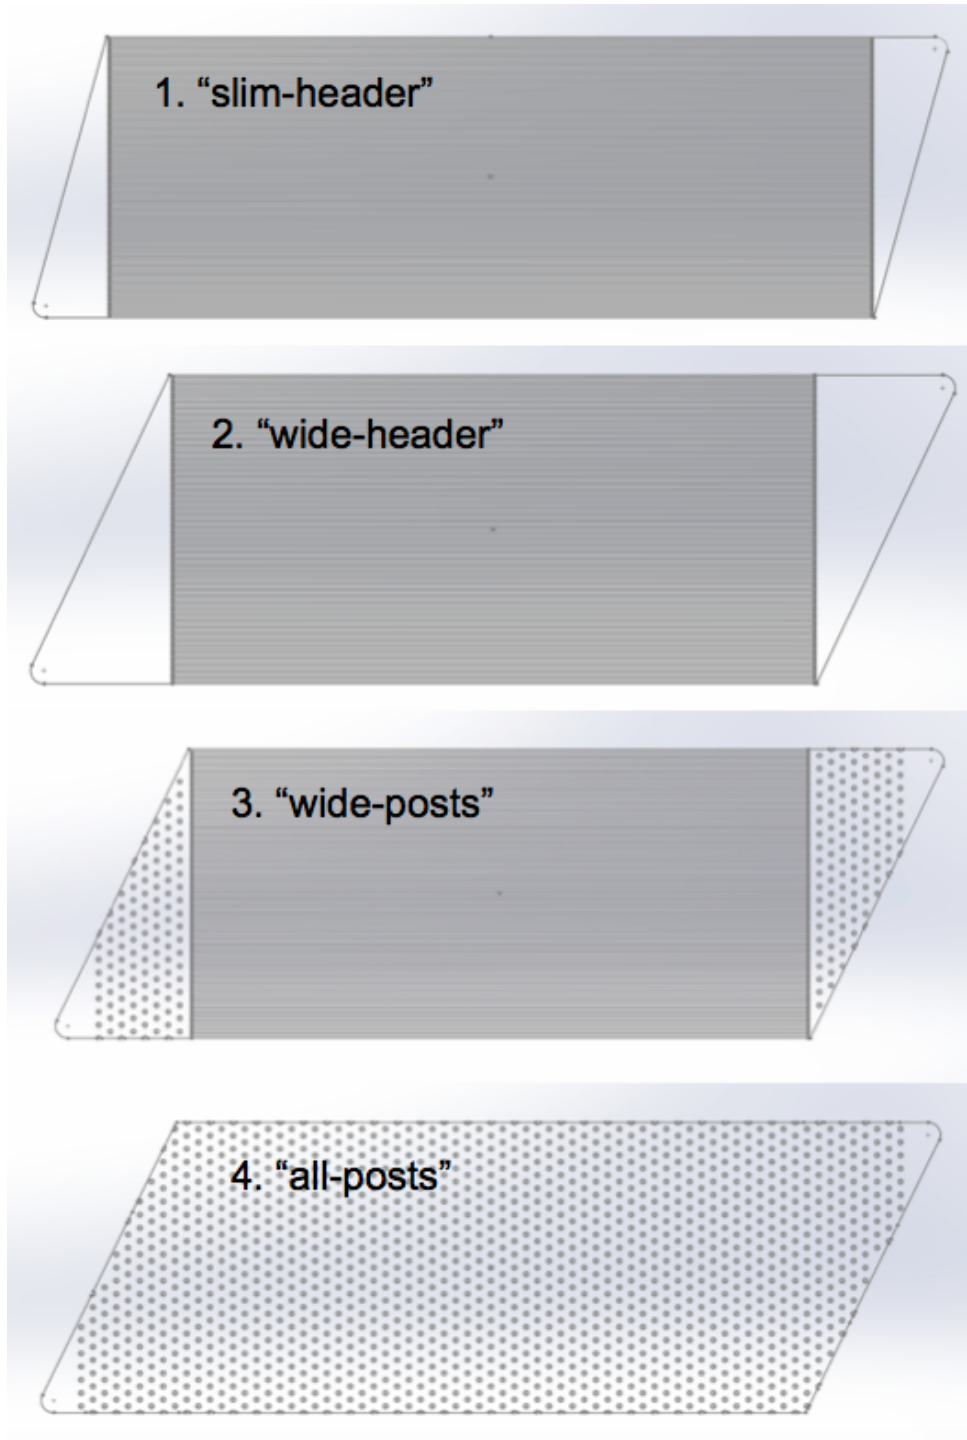 1. “slim-header”
2. “wide-header”
3. “wide-posts”
4. “all-posts”